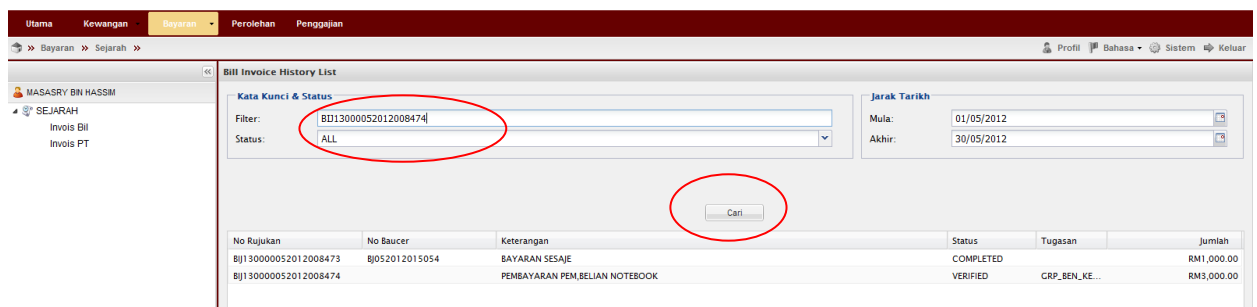 Utama Kewangan Bayaran Perolehan Penggajian
» Bayaran » Sejarah » Profil Bahasa Sistem Keluar
Bill Invoice History List
MASASRY BIN HASSIM
SEJARAH
Invois Bil
Invois PT
Kata Kunci & Status
Filter: BIJ13000052012008474
Status: ALL
Jarak Tarikh
Mula: 01/05/2012
Akhir: 30/05/2012
Cari
No Rujukan No Baucer Keterangan Status Tugasan Jumlah
BIJ130000052012008473 BJ052012015054 BAYARAN SESAJE COMPLETED RM1,000.00
BIJ130000052012008474 PEMBAYARAN PEM,BELIAN NOTEBOOK VERIFIED GRP_BEN_KE... RM3,000.00